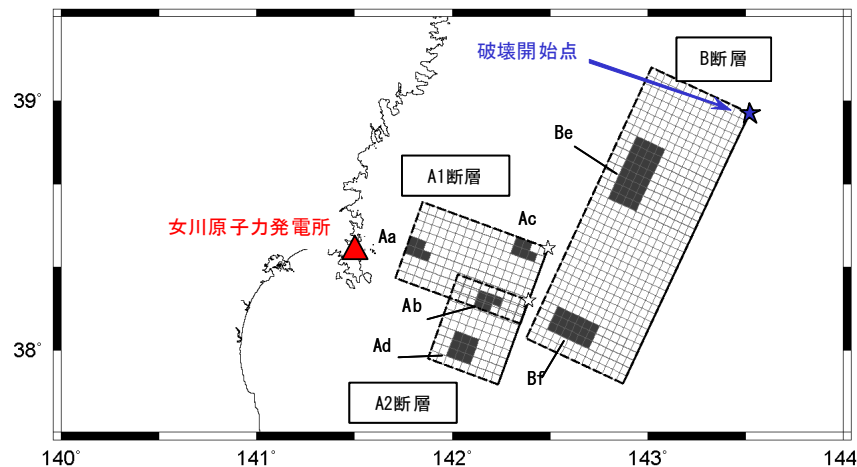 破壊開始点
B断層
39°
Be
A1断層
女川原子力発電所
Aa
Ac
Ab
Ad
38°
Bf
A2断層
140°
141°
142°
143°
144